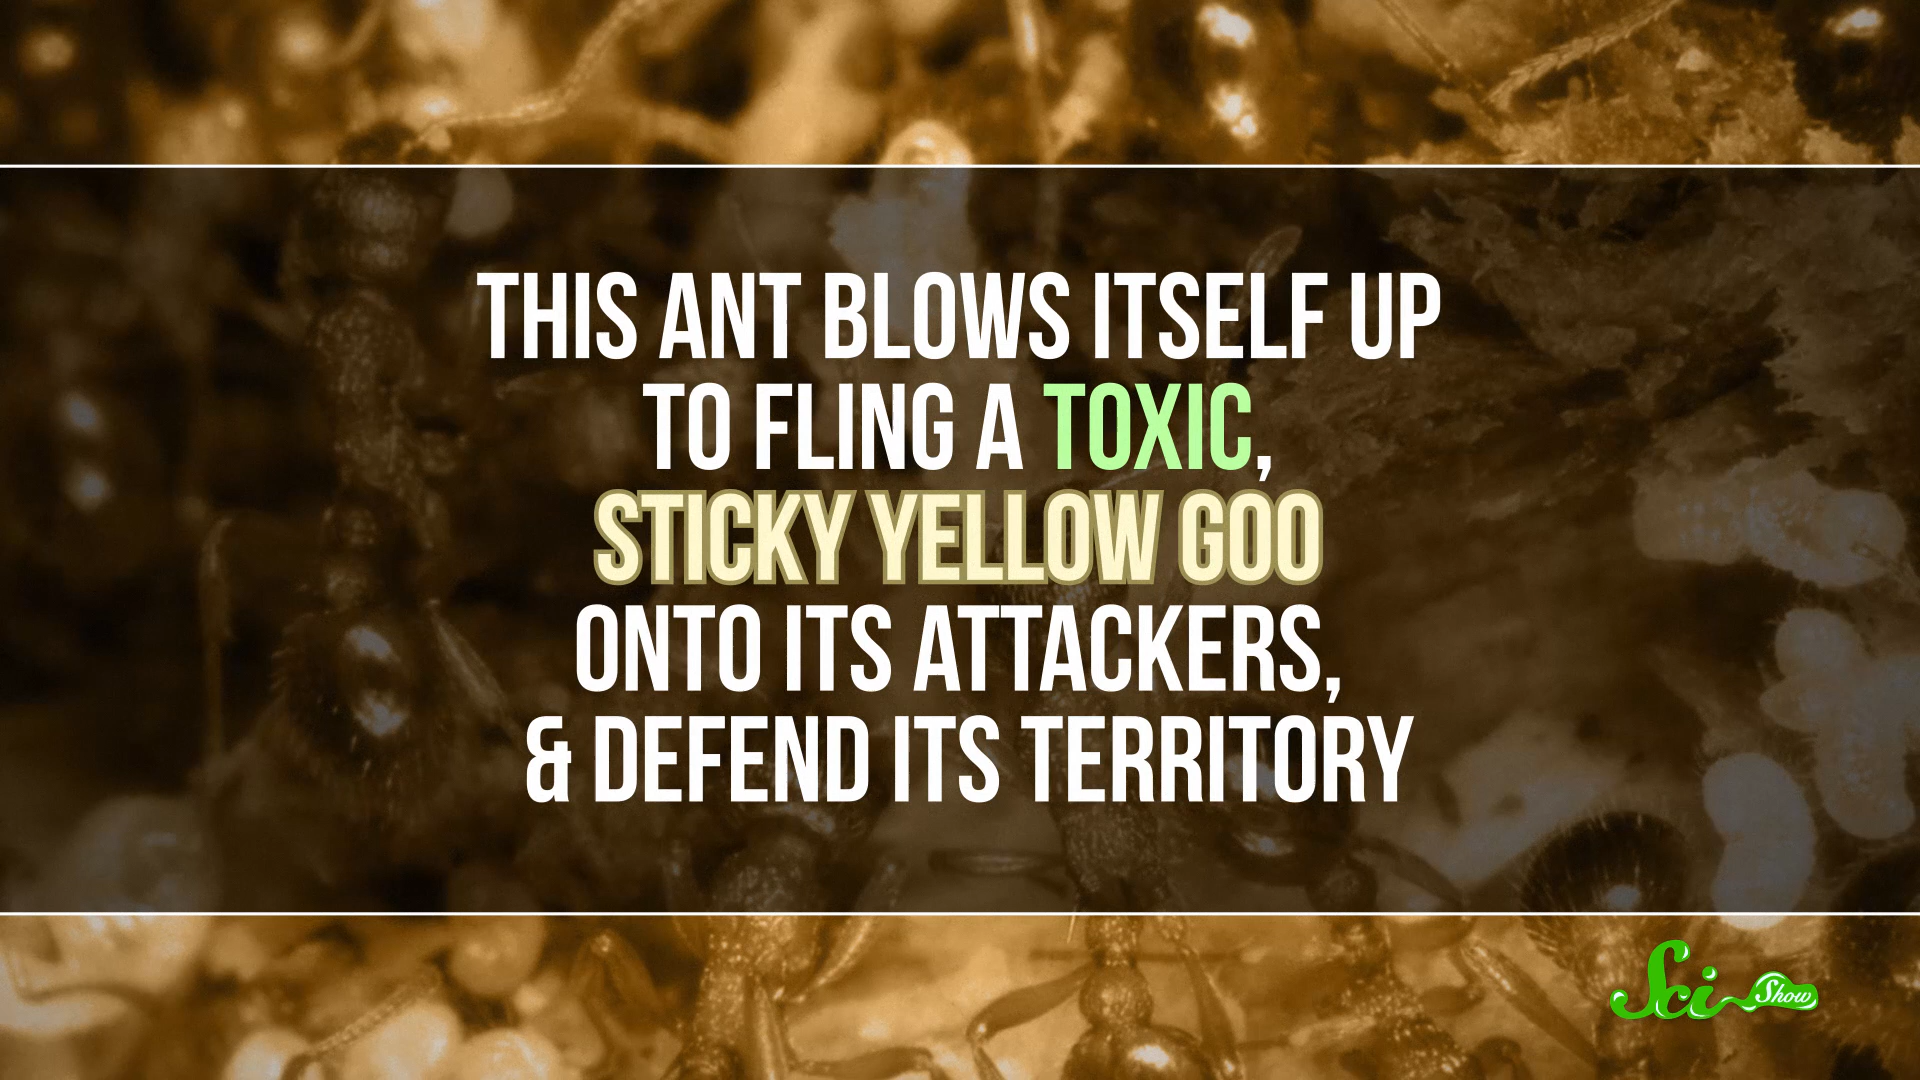 THIS ANT BLOWS ITSELF UP
TO FLING A TOXIC,
STICKY YELLOW GOO
ONTO ITS ATTACKERS,
& DEFEND ITS TERRITORY
Sci Show